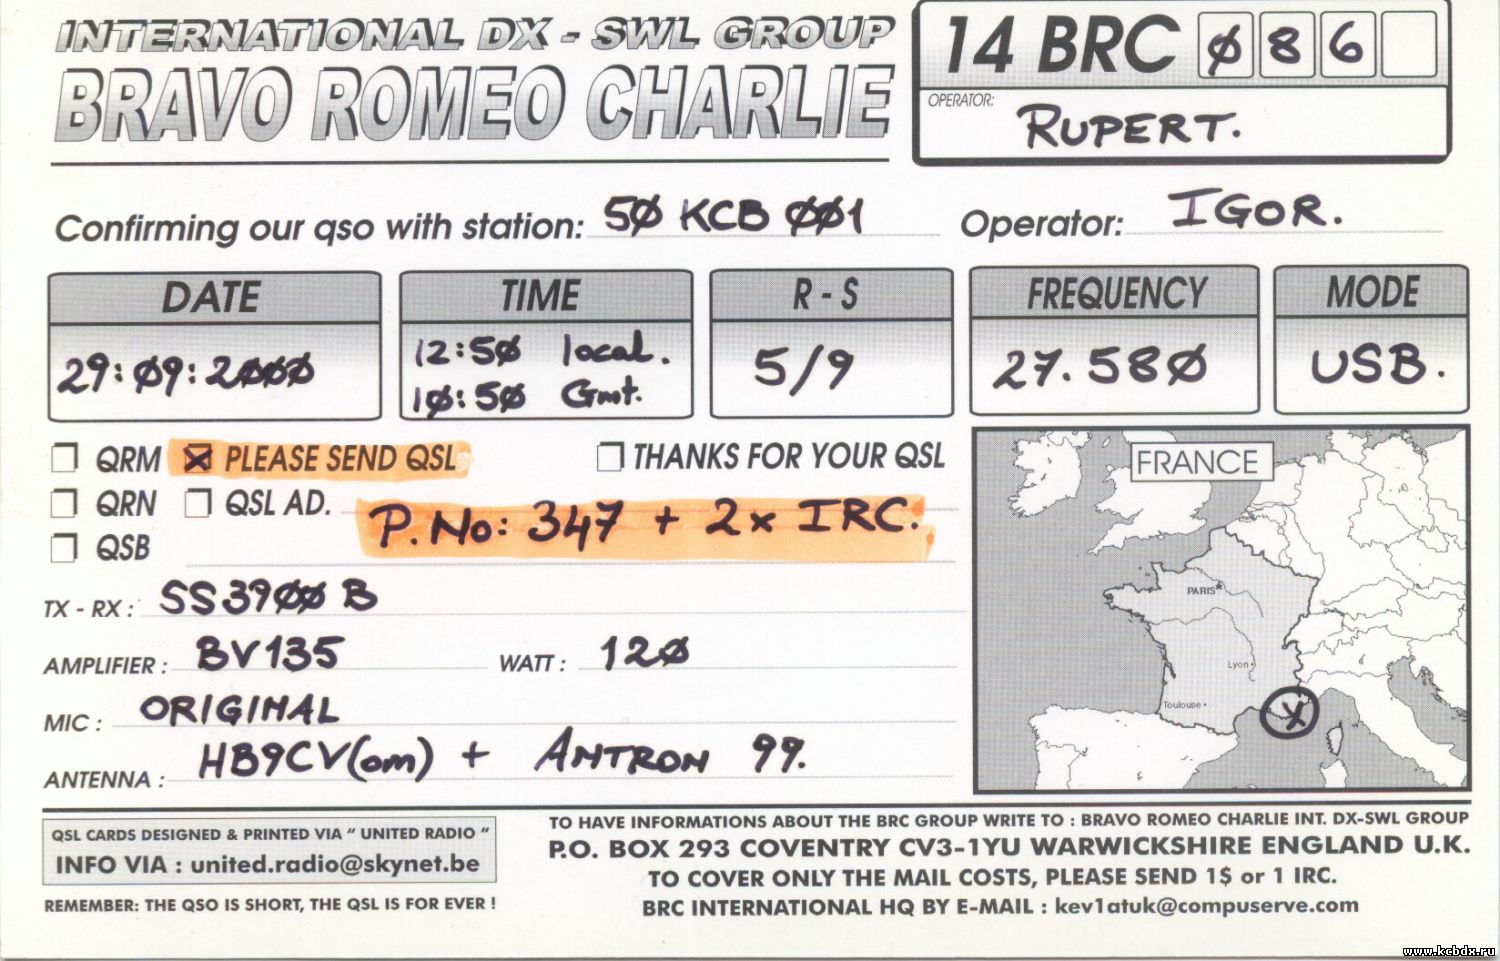 INTERNATIONAL DX - SWL GROUP
BRAVO ROMEO CHARLIE
14 BRC Ø 8 6
OPERATOR:
RUPERT.
Confirming our qso with station: 5Ø KCB ØØ1 Operator: IGOR.
DATE TIME R - S FREQUENCY MODE
29:Ø9:2ØØØ 12:5Ø local. 5/9 27.58Ø USB.
1Ø:5Ø Gmt.
QRM PLEASE SEND QSL THANKS FOR YOUR QSL
QRN QSL AD. P.No: 347 + 2x IRC.
QSB
TX - RX : SS39ØØ B
AMPLIFIER : BV135 WATT : 12Ø
MIC : ORIGINAL
ANTENNA : HB9CV(om) + ANTRON 99.
FRANCE
PARIS
Lyon
Toulouse
X
QSL CARDS DESIGNED & PRINTED VIA " UNITED RADIO "
INFO VIA : united.radio@skynet.be
REMEMBER: THE QSO IS SHORT, THE QSL IS FOR EVER !
TO HAVE INFORMATIONS ABOUT THE BRC GROUP WRITE TO : BRAVO ROMEO CHARLIE INT. DX-SWL GROUP
P.O. BOX 293 COVENTRY CV3-1YU WARWICKSHIRE ENGLAND U.K.
TO COVER ONLY THE MAIL COSTS, PLEASE SEND 1$ or 1 IRC.
BRC INTERNATIONAL HQ BY E-MAIL : kev1atuk@compuserve.com
www.kcbdx.ru